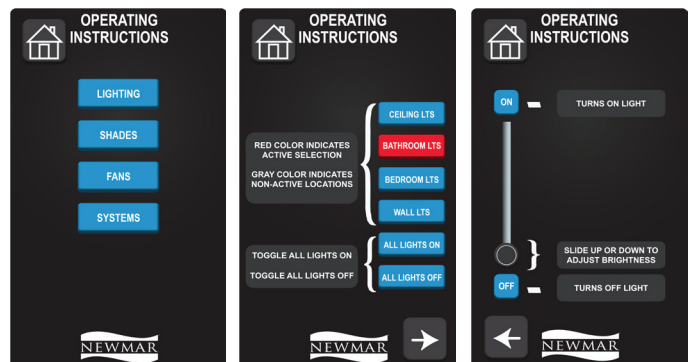 OPERATING
INSTRUCTIONS
LIGHTING
SHADES
FANS
SYSTEMS
NEWMAR
OPERATING
INSTRUCTIONS
RED COLOR INDICATES
ACTIVE SELECTION
GRAY COLOR INDICATES
NON-ACTIVE LOCATIONS
CEILING LTS
BATHROOM LTS
BEDROOM LTS
WALL LTS
TOGGLE ALL LIGHTS ON
TOGGLE ALL LIGHTS OFF
ALL LIGHTS ON
ALL LIGHTS OFF
NEWMAR
OPERATING
INSTRUCTIONS
ON
TURNS ON LIGHT
SLIDE UP OR DOWN TO
ADJUST BRIGHTNESS
OFF
TURNS OFF LIGHT
NEWMAR